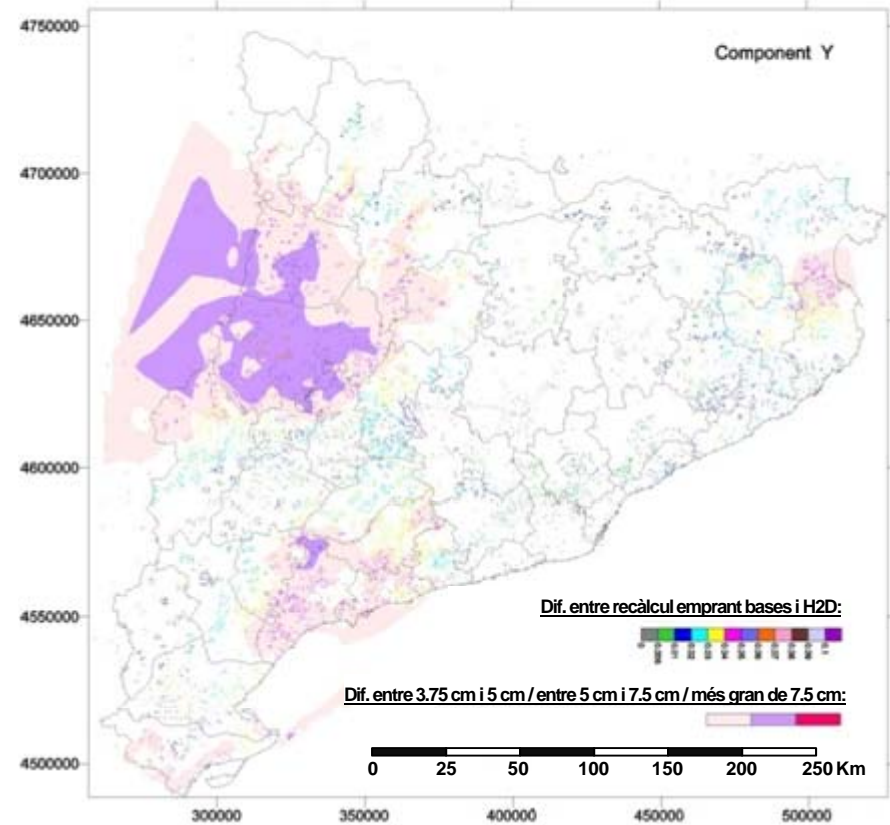 4750000
Component Y
4700000
4650000
4600000
4550000
4500000
Dif. entre recàlcul emprant bases i H2D:
Dif. entre 3.75 cm i 5 cm / entre 5 cm i 7.5 cm / més gran de 7.5 cm:
0 25 50 100 150 200 250 Km
300000 350000 400000 450000 500000